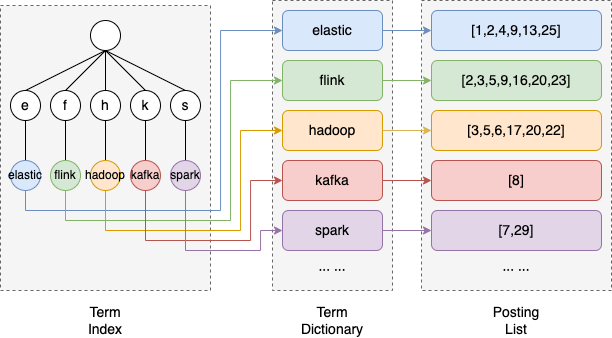 e f h k s
elastic flink hadoop kafka spark
Term
Index
elastic
flink
hadoop
kafka
spark
... ...
Term
Dictionary
[1,2,4,9,13,25]
[2,3,5,9,16,20,23]
[3,5,6,17,20,22]
[8]
[7,29]
... ...
Posting
List